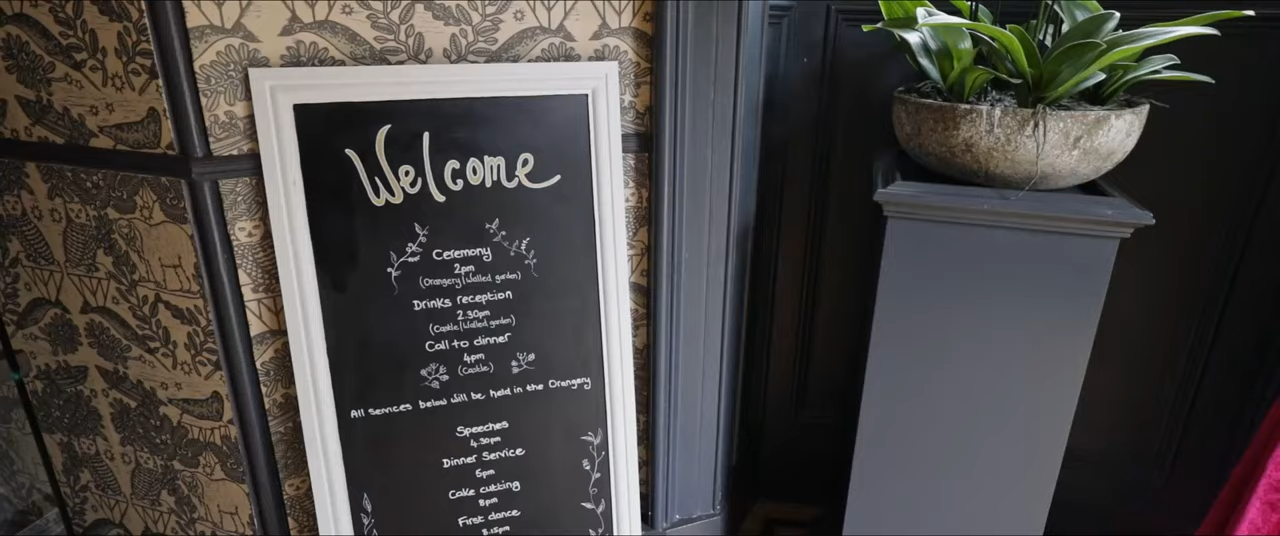 Welcome
Ceremony
2pm
(Orangery/Walled garden)
Drinks reception
2.30pm
(Castle/Walled garden)
Call to dinner
4pm
(Castle)
All services below will be held in the Orangery
Speeches
4.30pm
Dinner Service
5pm
Cake cutting
8pm
First dance
8.15pm